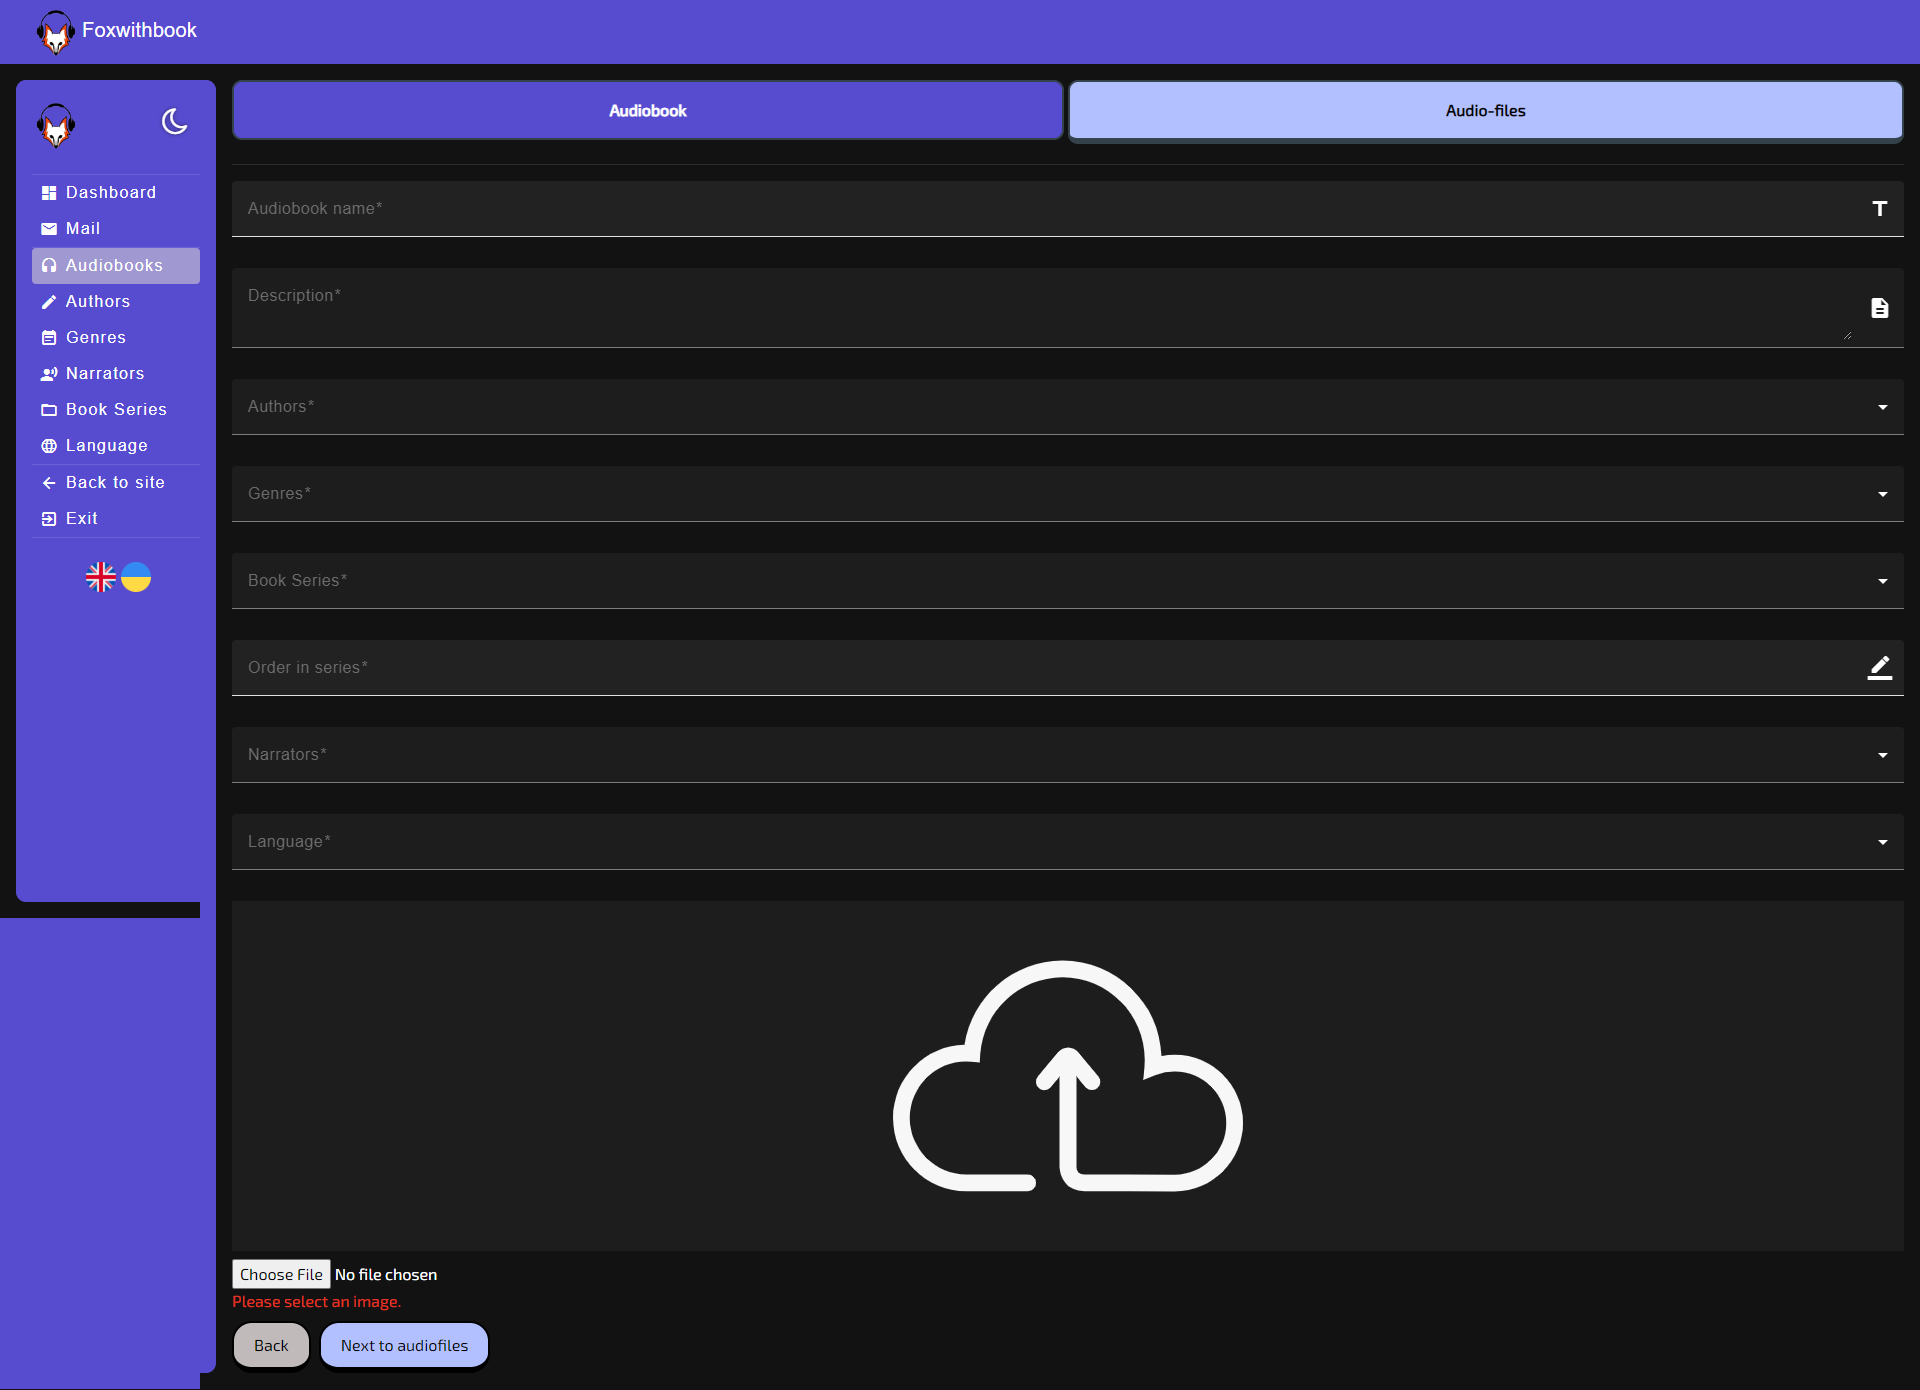 Foxwithbook
Dashboard
Mail
Audiobooks
Authors
Genres
Narrators
Book Series
Language
Back to site
Exit
Audiobook
Audio-files
Audiobook name*
Description*
Authors*
Genres*
Book Series*
Order in series*
Narrators*
Language*
Choose File No file chosen
Please select an image.
Back
Next to audiofiles